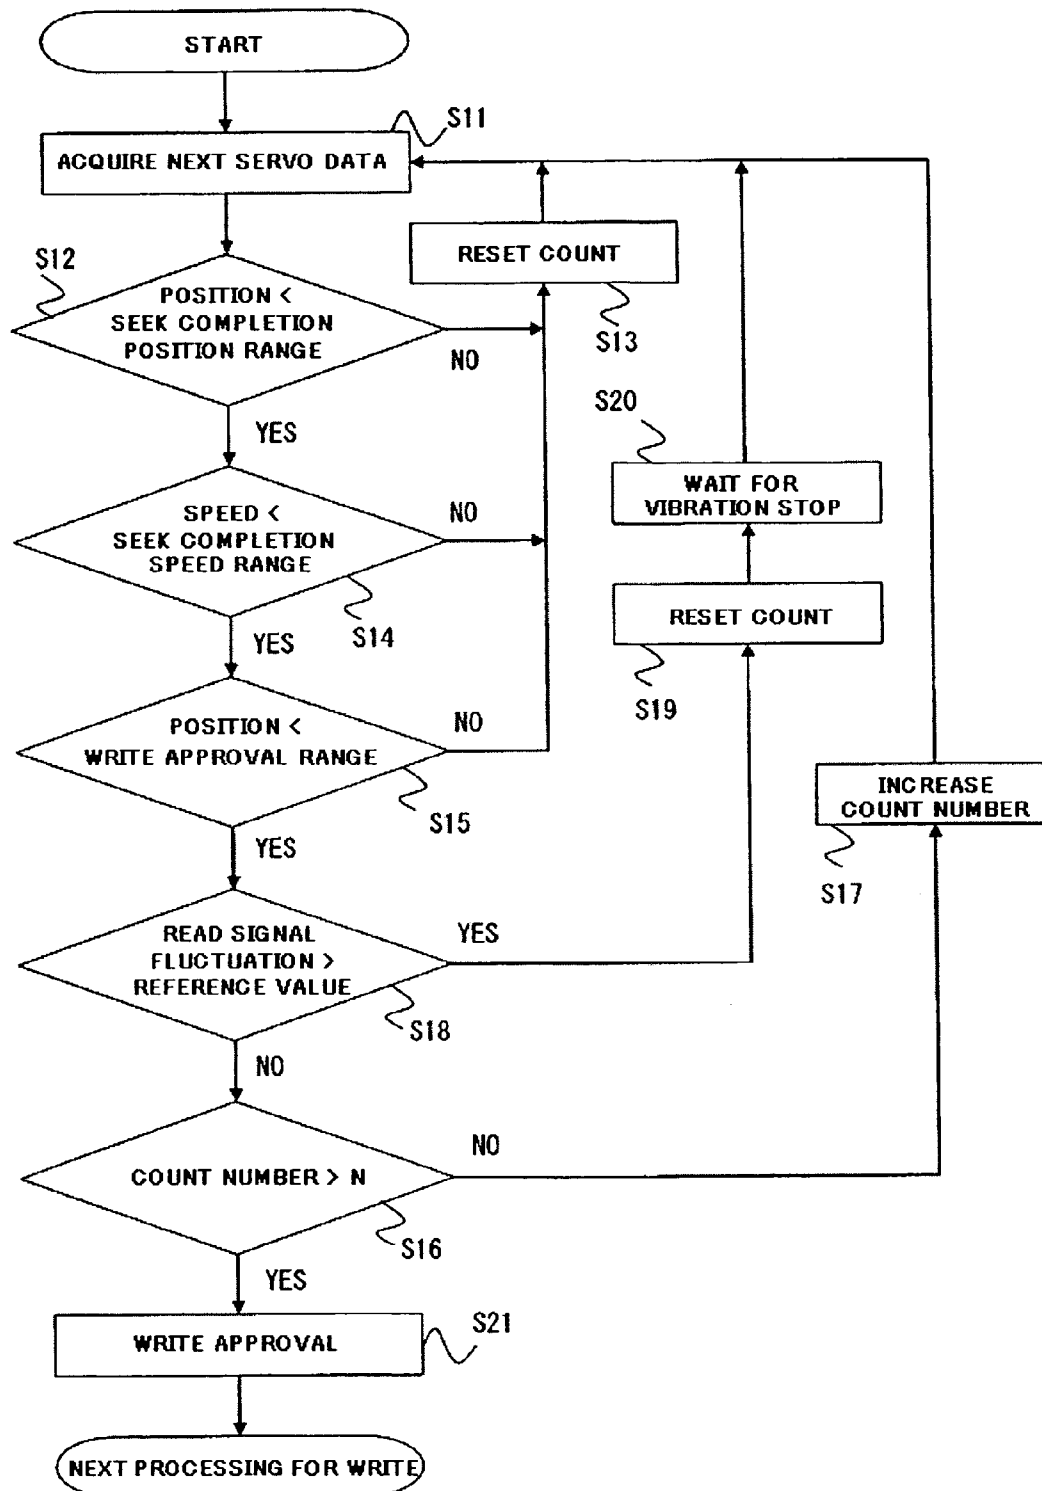 START
S11
ACQUIRE NEXT SERVO DATA
RESET COUNT
S13
S12
POSITION <
SEEK COMPLETION
POSITION RANGE
NO
YES
S20
WAIT FOR
VIBRATION STOP
SPEED <
SEEK COMPLETION
SPEED RANGE
NO
S14
YES
RESET COUNT
S19
POSITION <
WRITE APPROVAL RANGE
NO
S15
YES
INCREASE
COUNT NUMBER
S17
READ SIGNAL
FLUCTUATION >
REFERENCE VALUE
YES
S18
NO
COUNT NUMBER > N
NO
S16
YES
WRITE APPROVAL
S21
NEXT PROCESSING FOR WRITE